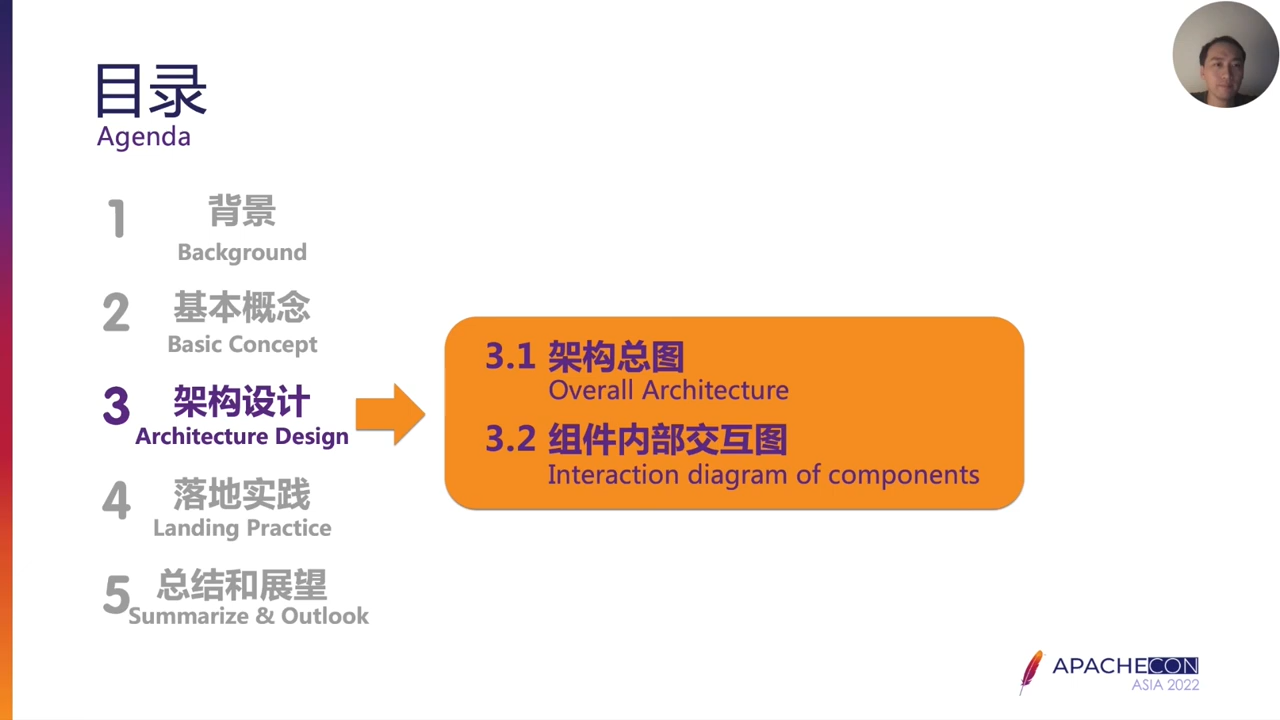 目录
Agenda
1 背景
Background
2 基本概念
Basic Concept
3 架构设计
Architecture Design
4 落地实践
Landing Practice
5 总结和展望
Summarize & Outlook
3.1 架构总图
Overall Architecture
3.2 组件内部交互图
Interaction diagram of components
APACHECON
ASIA 2022